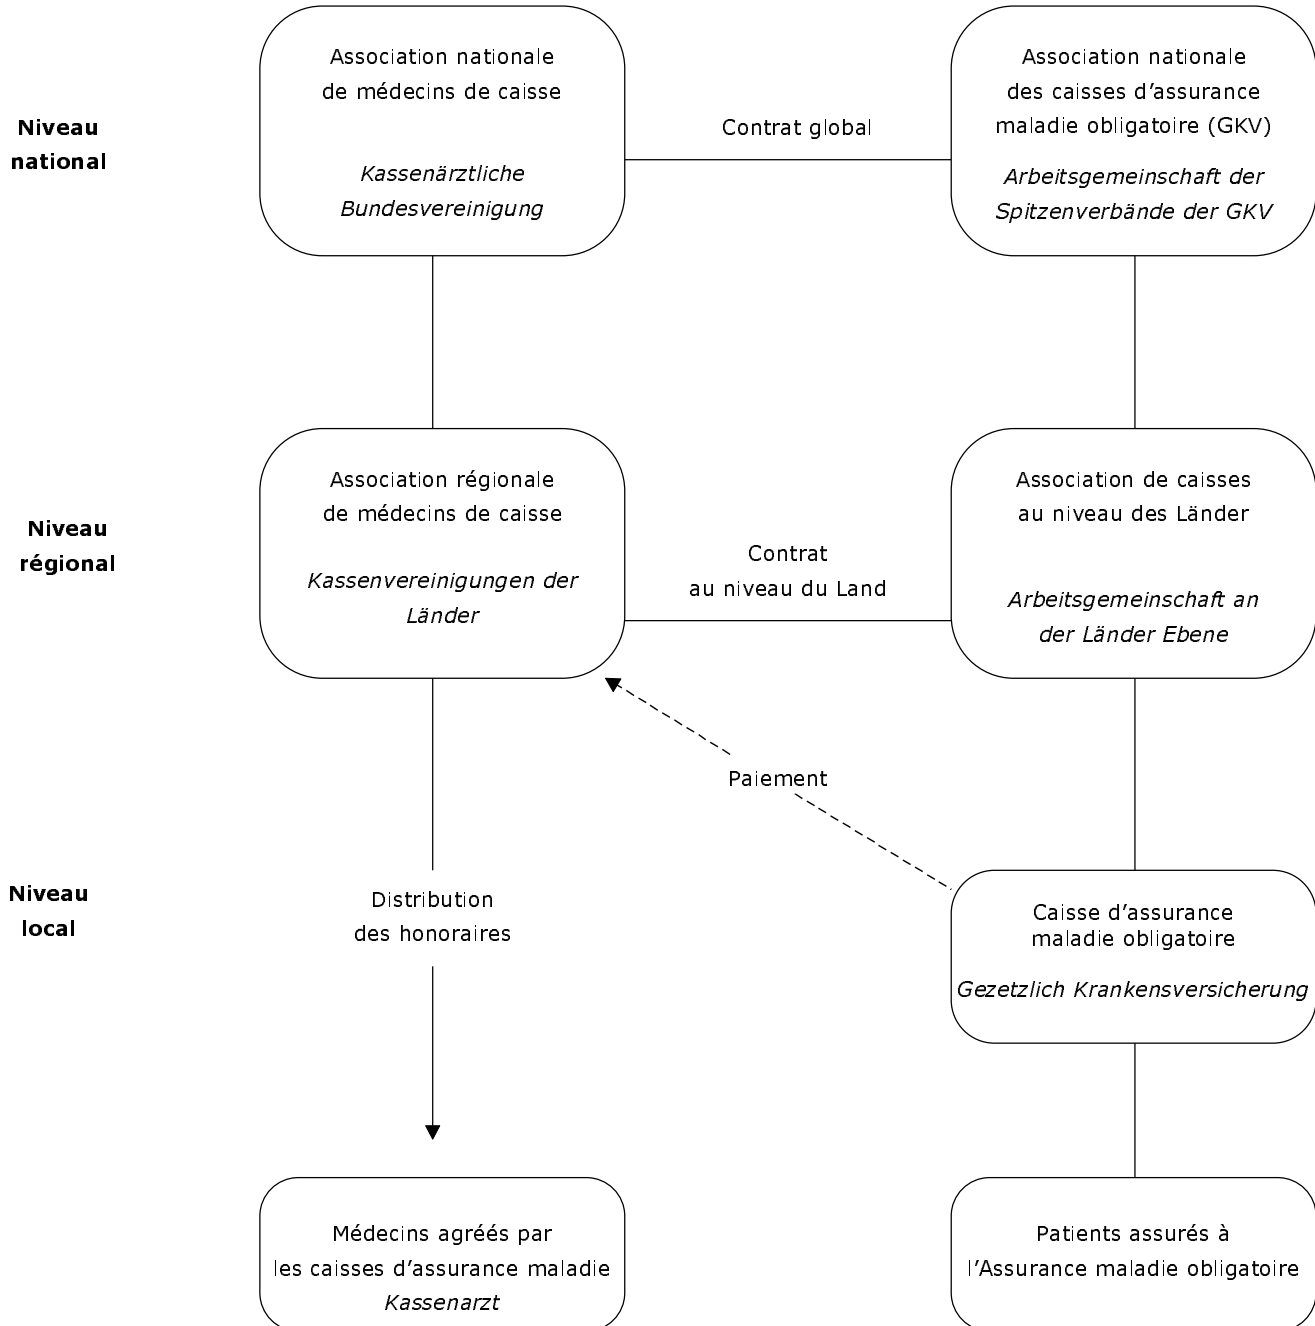 Niveau
national
Association nationale
de médecins de caisse
Kassenärztliche
Bundesvereinigung
Contrat global
Association nationale
des caisses d'assurance
maladie obligatoire (GKV)
Arbeitsgemeinschaft der
Spitzenverbände der GKV
Niveau
régional
Association régionale
de médecins de caisse
Kassenvereinigungen der
Länder
Contrat
au niveau du Land
Association de caisses
au niveau des Länder
Arbeitsgemeinschaft an
der Länder Ebene
Paiement
Niveau
local
Distribution
des honoraires
Caisse d'assurance
maladie obligatoire
Gezetzlich Krankensversicherung
Médecins agréés par
les caisses d'assurance maladie
Kassenarzt
Patients assurés à
l'Assurance maladie obligatoire